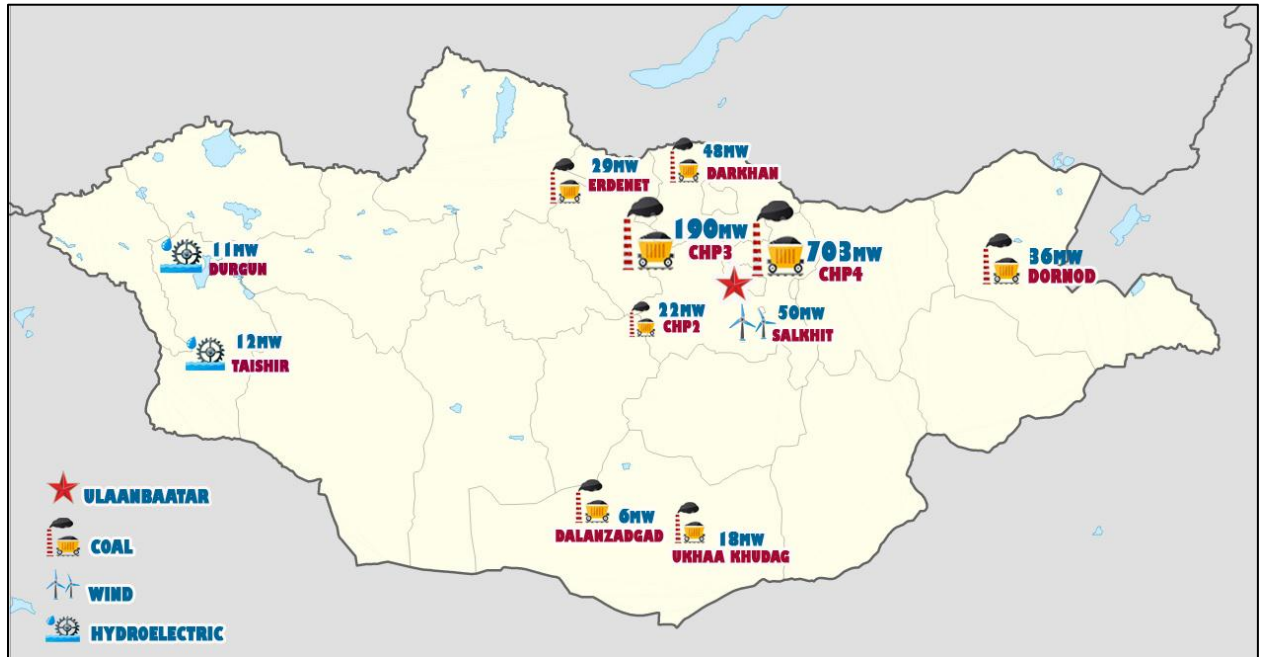 48MW
DARKHAN
29MW
ERDENET
190MW
CHP3
703MW
CHP4
11MW
DURGUN
36MW
DORNOD
22MW
CHP2
50MW
SALKHIT
12MW
TAISHIR
6MW
DALANZADGAD
18MW
UKHAA KHUDAG
ULAANBAATAR
COAL
WIND
HYDROELECTRIC